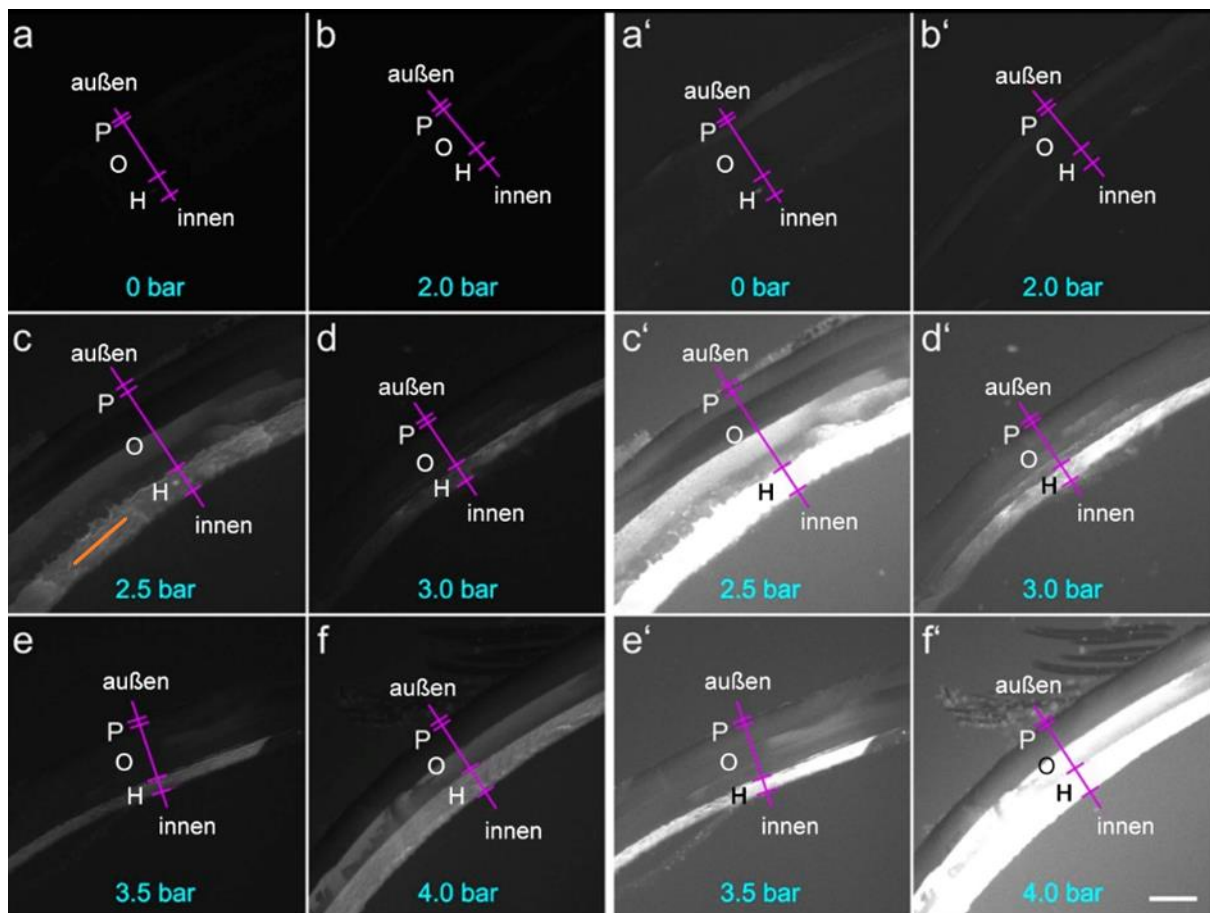 a
außen
P
O
H
innen
0 bar
b
außen
P
O
H
innen
2.0 bar
a‘
außen
P
O
H
innen
0 bar
b‘
außen
P
O
H
innen
2.0 bar
c
außen
P
O
H
innen
2.5 bar
d
außen
P
O
H
innen
3.0 bar
c‘
außen
P
O
H
innen
2.5 bar
d‘
außen
P
O
H
innen
3.0 bar
e
außen
P
O
H
innen
3.5 bar
f
außen
P
O
H
innen
4.0 bar
e‘
außen
P
O
H
innen
3.5 bar
f‘
außen
P
O
H
innen
4.0 bar